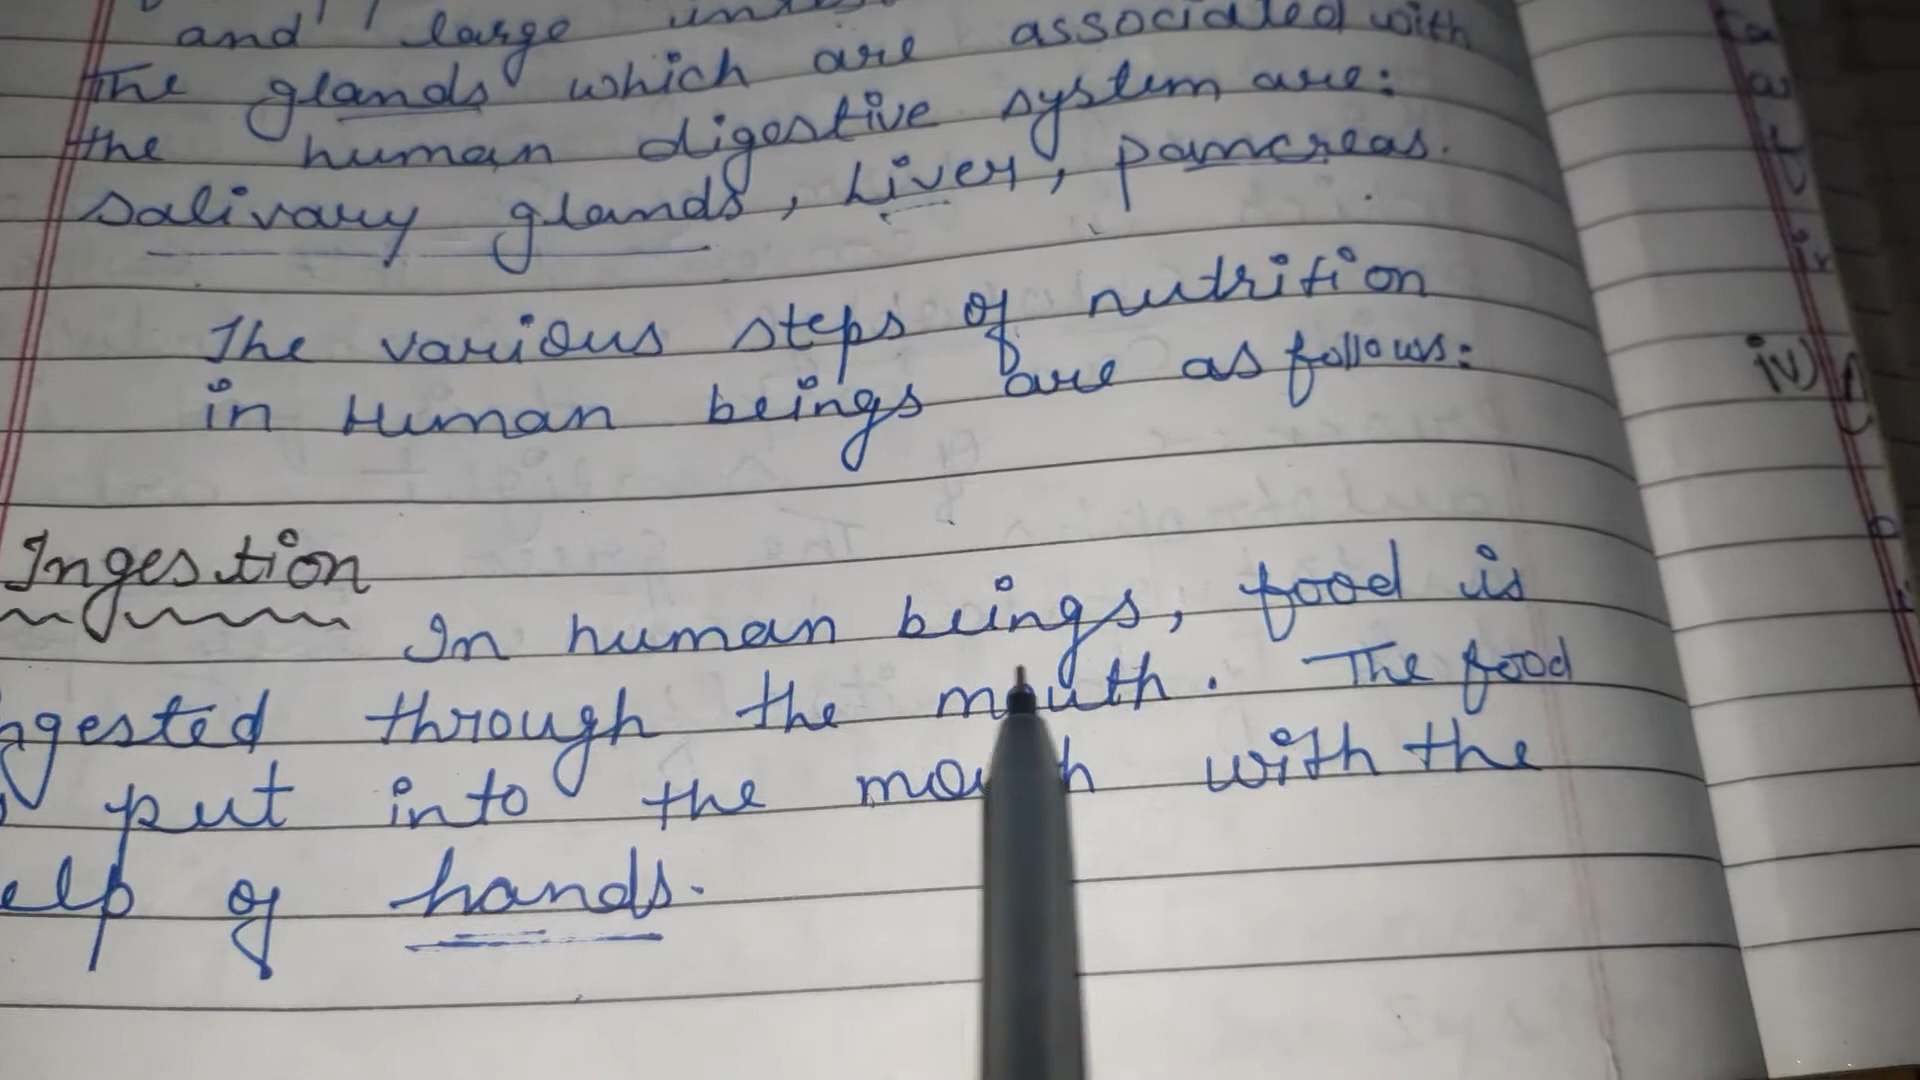 and large
The glands which are associated with
the human digestive system are:
Salivary glands, Liver, pancreas.
The various steps of nutrition
in Human beings are as follows:
Ingestion
In human beings, food is
ngested through the mouth. The food
put into the mouth with the
elp of hands.
iv)